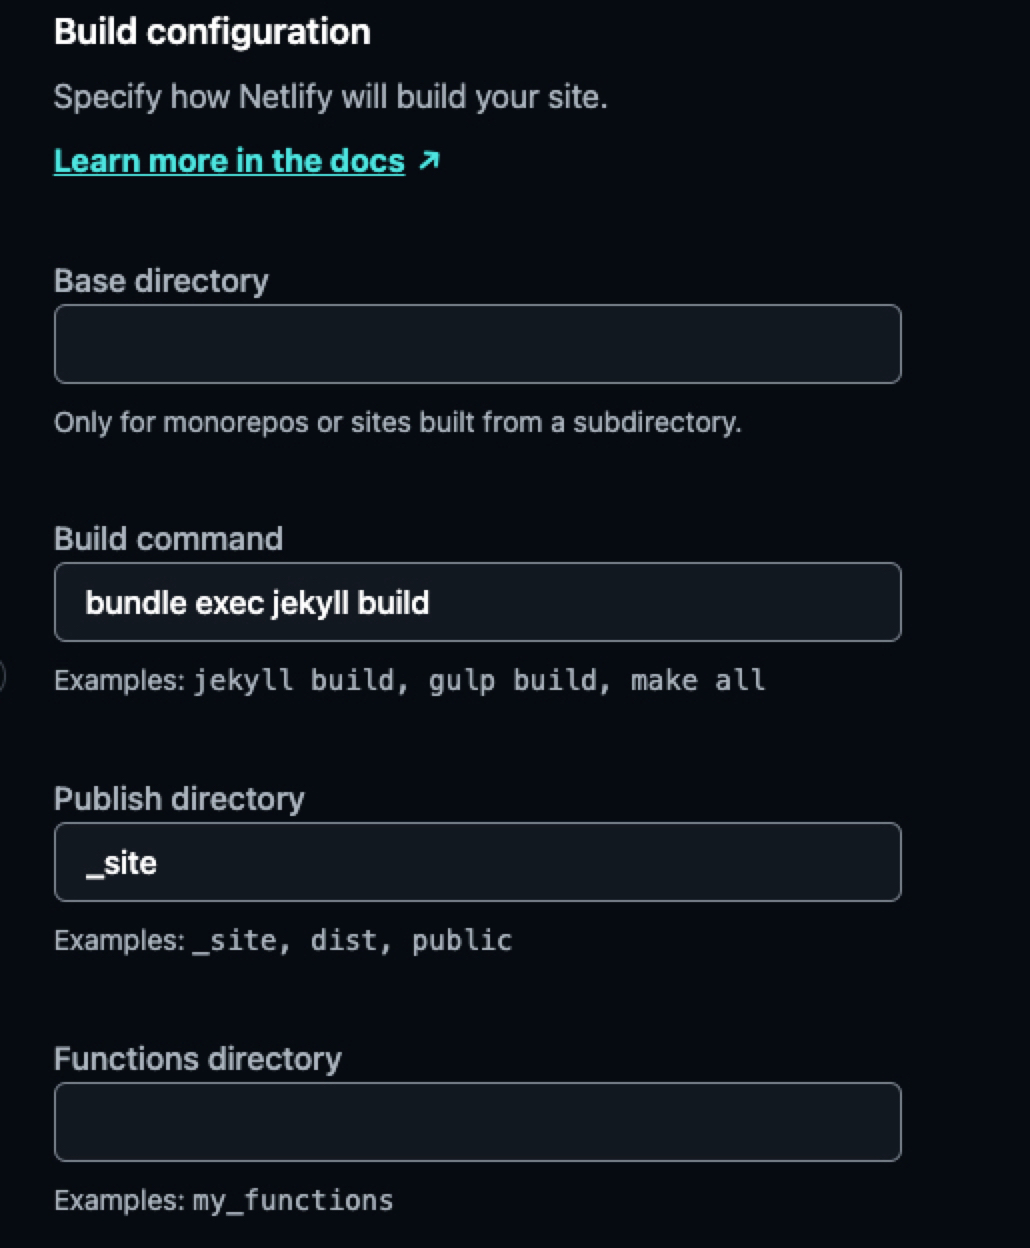 Build configuration
Specify how Netlify will build your site.
Learn more in the docs ↗
Base directory
Only for monorepos or sites built from a subdirectory.
Build command
bundle exec jekyll build
Examples: jekyll build, gulp build, make all
Publish directory
_site
Examples: _site, dist, public
Functions directory
Examples: my_functions